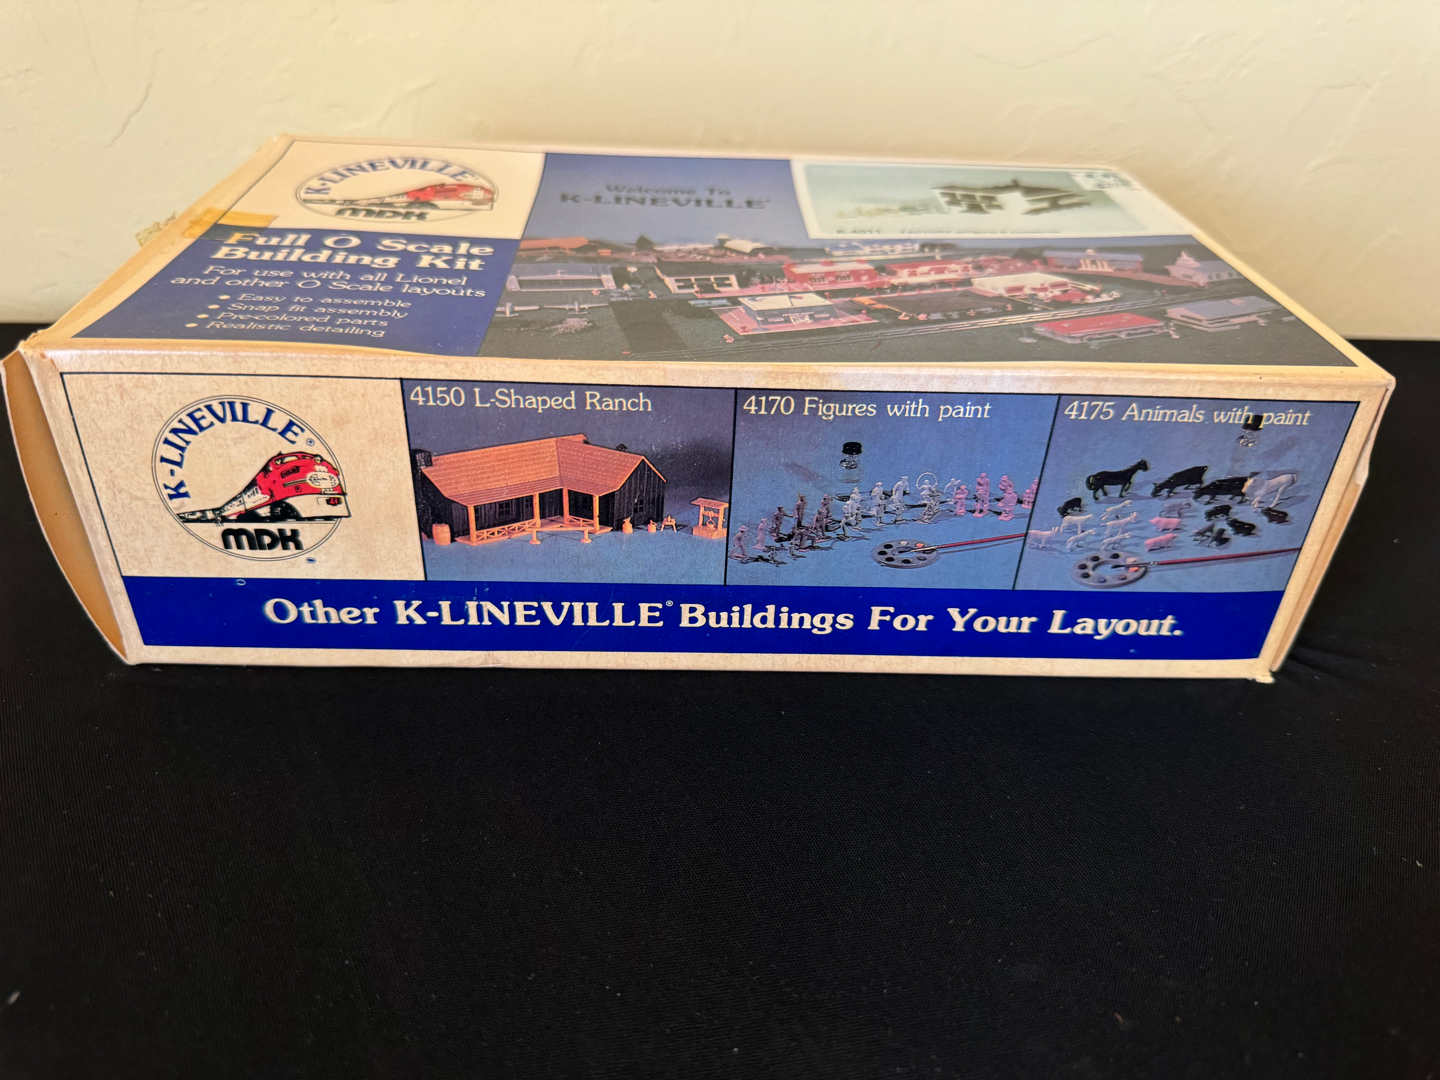 K-LINEVILLE
MDK
Full O Scale
Building Kit
For use with all Lionel
and other O Scale layouts
• Easy to assemble
• Snap fit assembly
• Pre-colored parts
• Realistic detailing
Welcome To
K-LINEVILLE®
K-LINEVILLE®
MDK
4150 L-Shaped Ranch
4170 Figures with paint
4175 Animals with paint
Other K-LINEVILLE® Buildings For Your Layout.